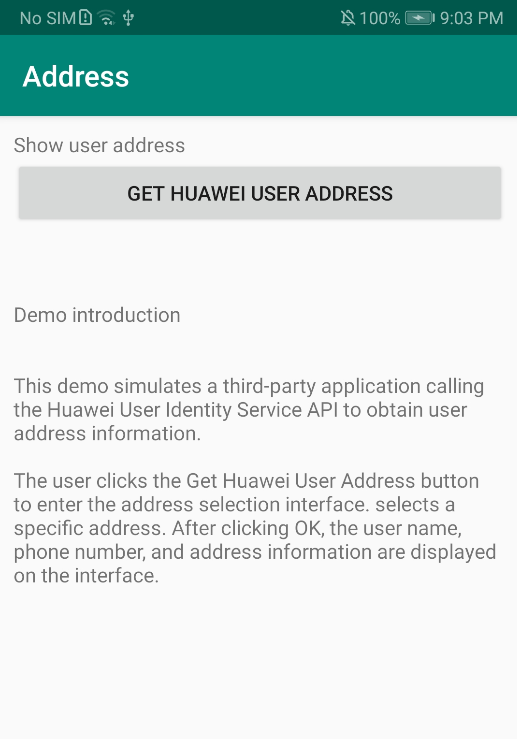 No SIM 100% 9:03 PM
Address
Show user address
GET HUAWEI USER ADDRESS
Demo introduction
This demo simulates a third-party application calling
the Huawei User Identity Service API to obtain user
address information.
The user clicks the Get Huawei User Address button
to enter the address selection interface. selects a
specific address. After clicking OK, the user name,
phone number, and address information are displayed
on the interface.